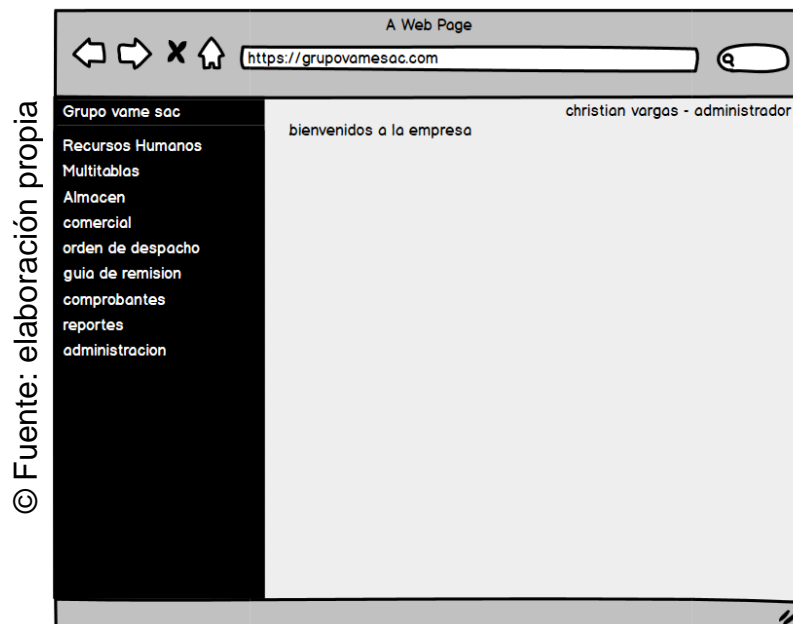 A Web Page
https://grupovamesac.com
Grupo vame sac
christian vargas - administrador
bienvenidos a la empresa
Recursos Humanos
Multitablas
Almacen
comercial
orden de despacho
guia de remision
comprobantes
reportes
administracion
© Fuente: elaboración propia